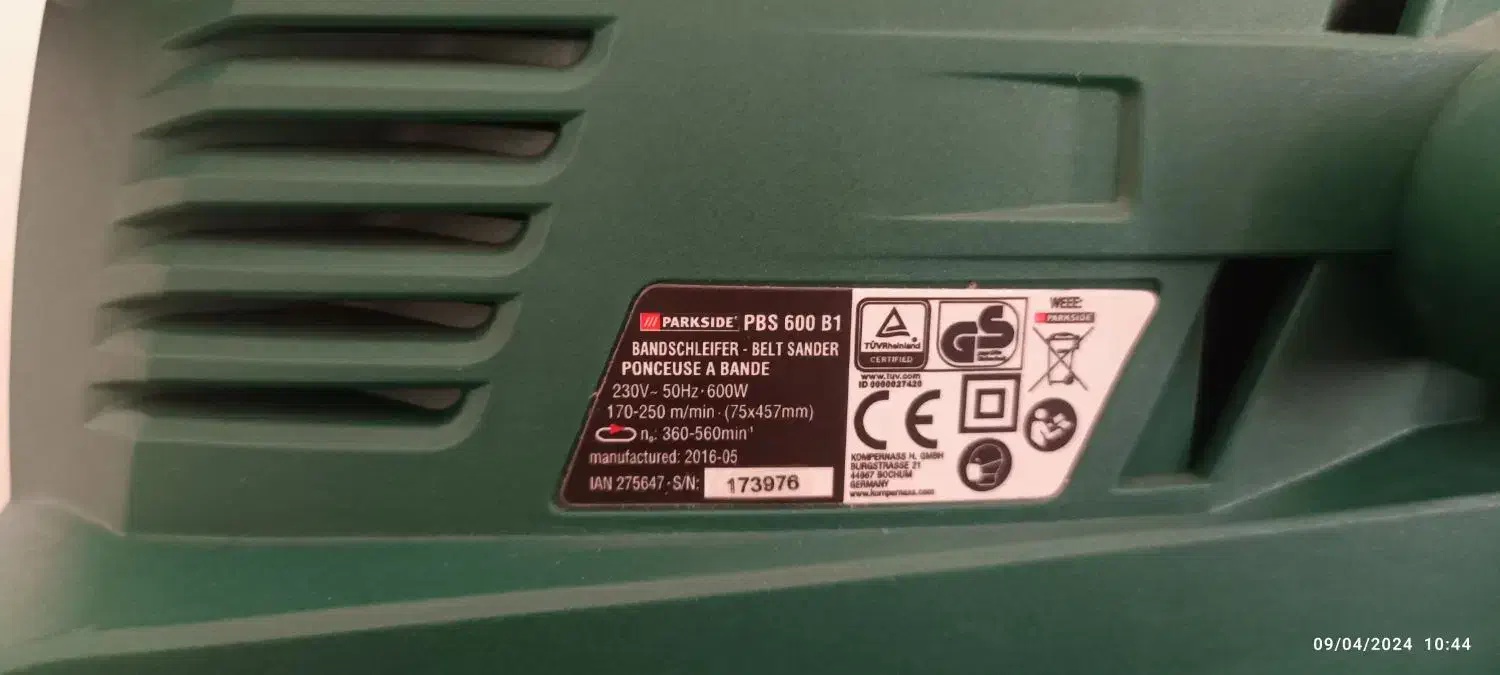 /// PARKSIDE® PBS 600 B1
BANDSCHLEIFER - BELT SANDER
PONCEUSE A BANDE
230V~ 50Hz · 600W
170-250 m/min · (75x457mm)
n₀: 360-560min⁻¹
manufactured: 2016-05
IAN 275647 · S/N: 173976
TÜVRheinland
CERTIFIED
www.tuv.com
ID 0000027420
GS
WEEE:
/// PARKSIDE
CE
KOMPERNASS H. GMBH
BURGSTRASSE 21
44867 BOCHUM
GERMANY
www.kompernass.com
09/04/2024 10:44